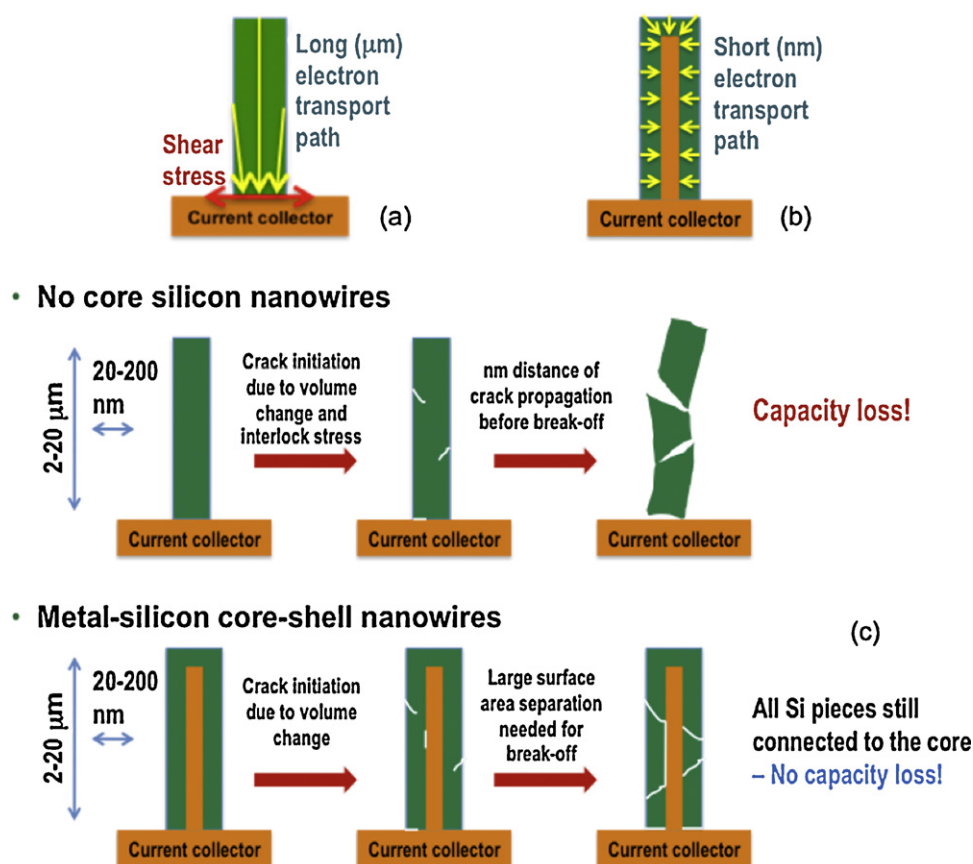 Long (μm)
electron
transport
path
Shear
stress
Current collector
(a)
Short (nm)
electron
transport
path
Current collector
(b)
• No core silicon nanowires
2-20 μm
20-200
nm
Crack initiation
due to volume
change and
interlock stress
nm distance of
crack propagation
before break-off
Capacity loss!
Current collector
Current collector
Current collector
• Metal-silicon core-shell nanowires
(c)
2-20 μm
20-200
nm
Crack initiation
due to volume
change
Large surface
area separation
needed for
break-off
All Si pieces still
connected to the core
– No capacity loss!
Current collector
Current collector
Current collector